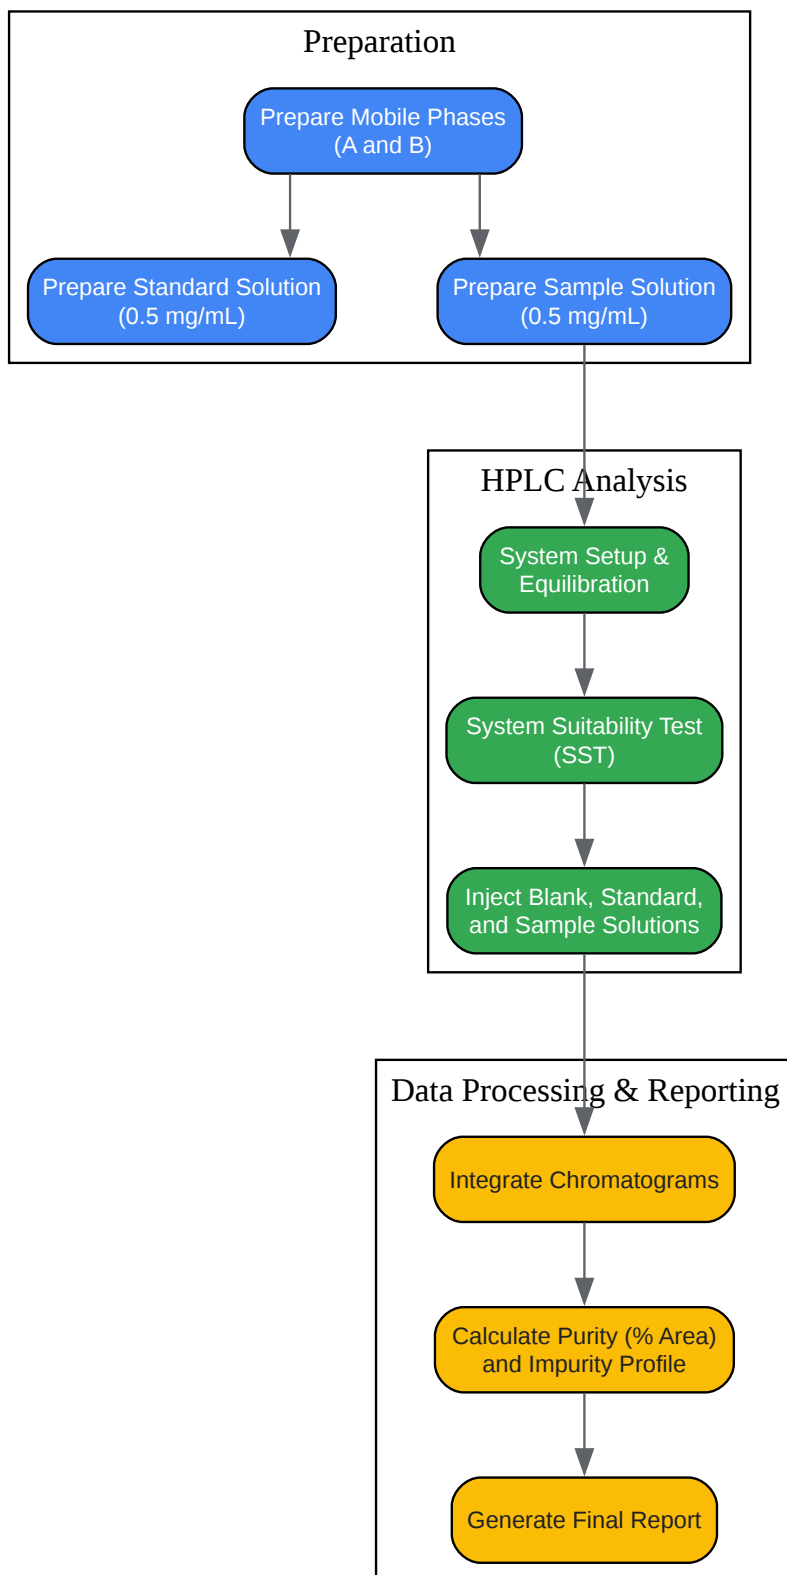 Preparation
Prepare Mobile Phases
(A and B)
Prepare Standard Solution
(0.5 mg/mL)
Prepare Sample Solution
(0.5 mg/mL)
HPLC Analysis
System Setup &
Equilibration
System Suitability Test
(SST)
Inject Blank, Standard,
and Sample Solutions
Data Processing & Reporting
Integrate Chromatograms
Calculate Purity (% Area)
and Impurity Profile
Generate Final Report